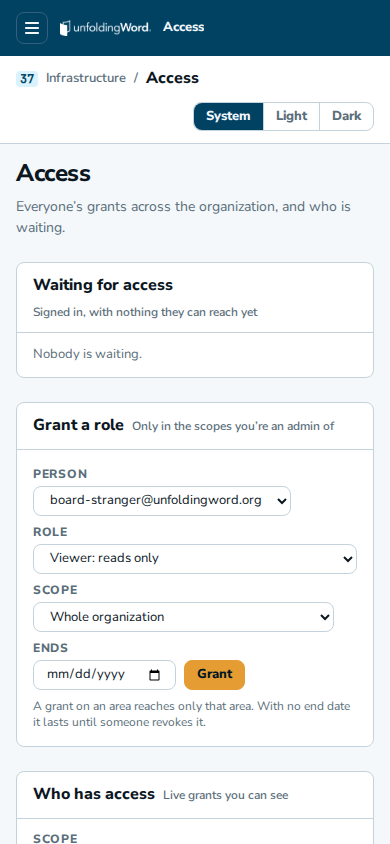 unfoldingWord. Access
37 Infrastructure / Access
System Light Dark
Access
Everyone's grants across the organization, and who is
waiting.
Waiting for access
Signed in, with nothing they can reach yet
Nobody is waiting.
Grant a role Only in the scopes you're an admin of
PERSON
board-stranger@unfoldingword.org
ROLE
Viewer: reads only
SCOPE
Whole organization
ENDS
mm/dd/yyyy Grant
A grant on an area reaches only that area. With no end date
it lasts until someone revokes it.
Who has access Live grants you can see
SCOPE